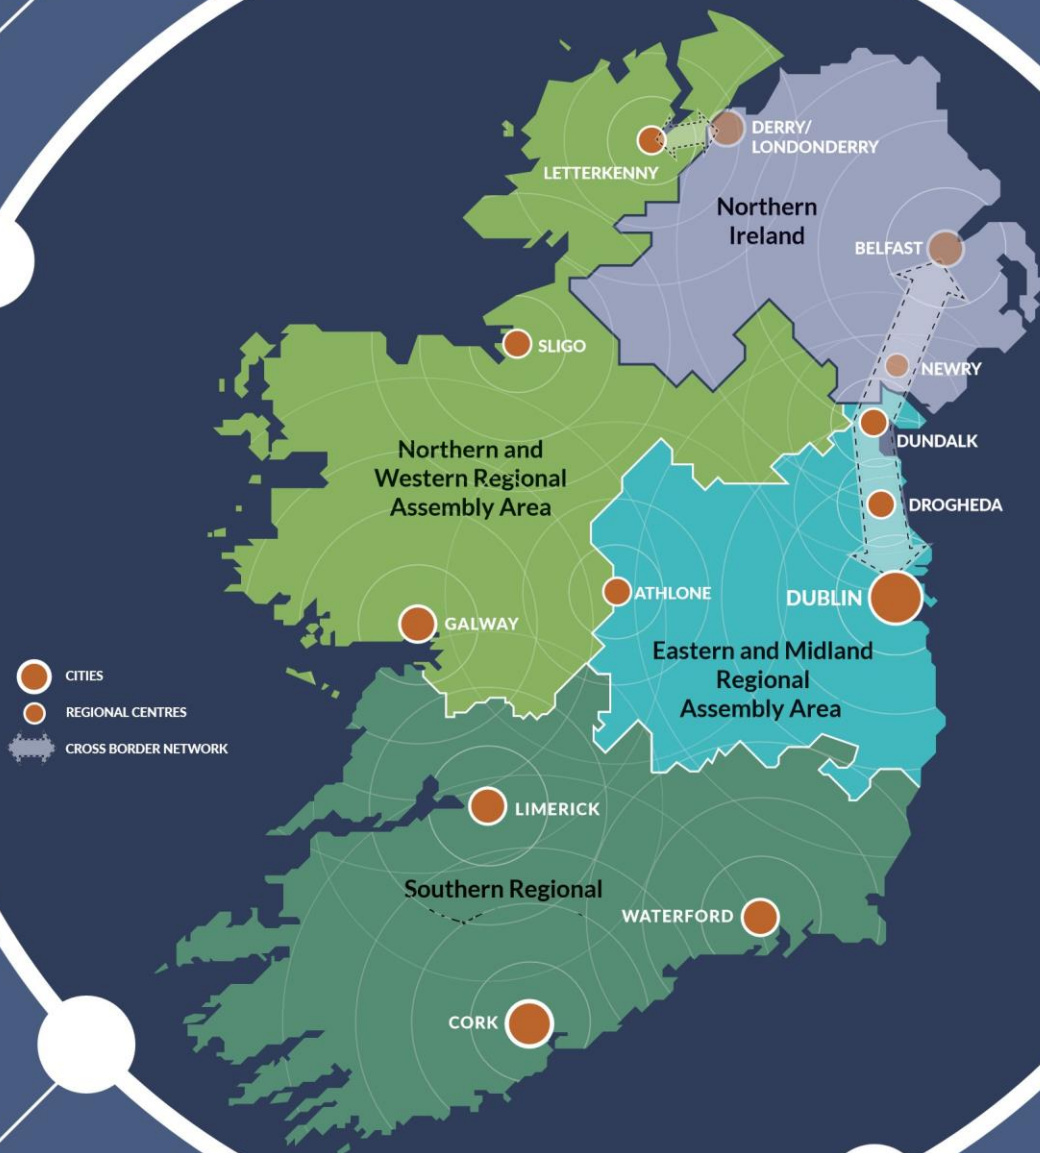 DERRY/
LONDONDERRY
LETTERKENNY
Northern
Ireland
BELFAST
SLIGO
NEWRY
DUNDALK
Northern and
Western Regional
Assembly Area
DROGHEDA
ATHLONE
DUBLIN
GALWAY
Eastern and Midland
Regional
Assembly Area
CITIES
REGIONAL CENTRES
CROSS BORDER NETWORK
LIMERICK
Southern Regional
WATERFORD
CORK